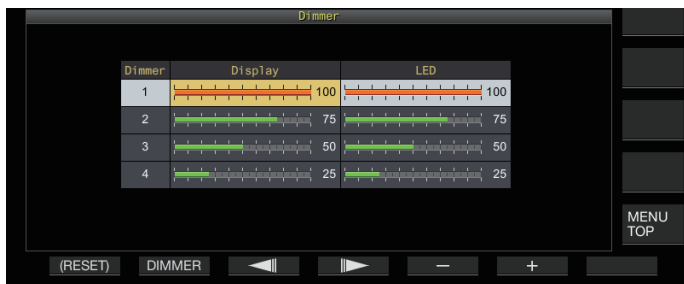 Dimmer
Dimmer Display LED
1 100 100
2 75 75
3 50 50
4 25 25
MENU
TOP
(RESET) DIMMER − +